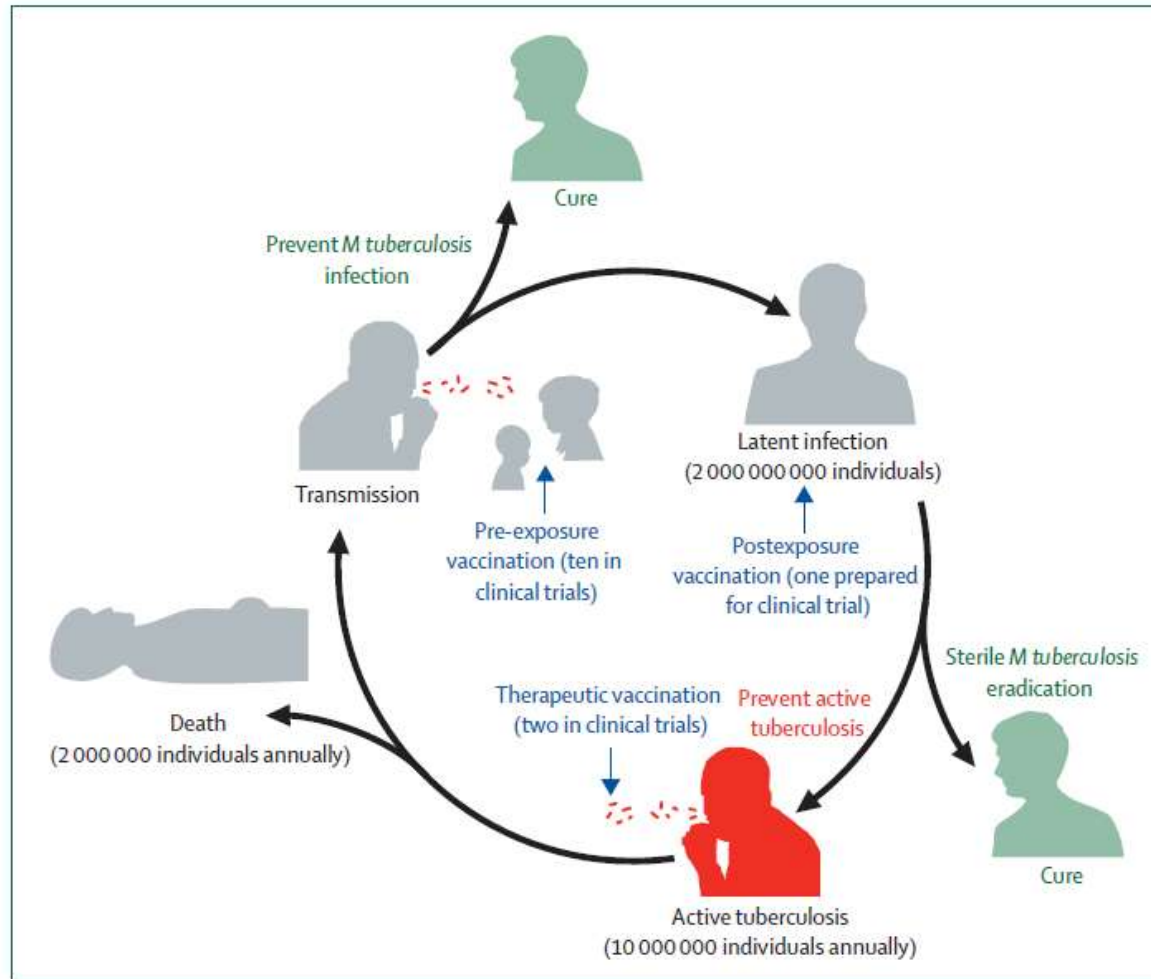 Cure
Prevent M tuberculosis
infection
Transmission
Pre-exposure
vaccination (ten in
clinical trials)
Latent infection
(2 000 000 000 individuals)
Postexposure
vaccination (one prepared
for clinical trial)
Sterile M tuberculosis
eradication
Cure
Prevent active
tuberculosis
Therapeutic vaccination
(two in clinical trials)
Active tuberculosis
(10 000 000 individuals annually)
Death
(2 000 000 individuals annually)